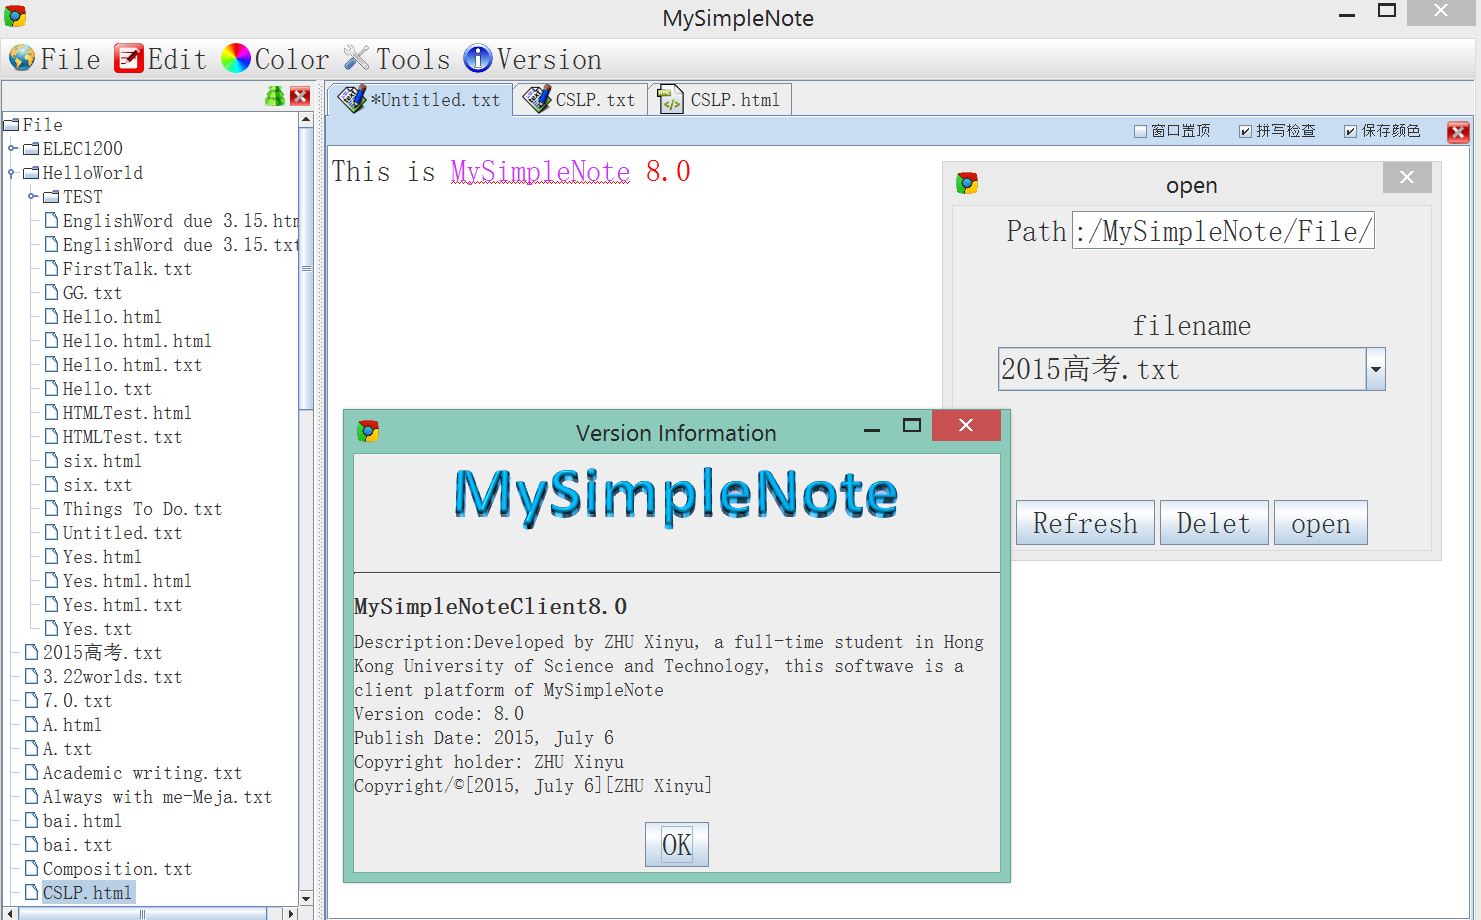 MySimpleNote
File Edit Color Tools Version
*Untitled.txt CSLP.txt CSLP.html
窗口置顶 拼写检查 保存颜色
File
ELEC1200
HelloWorld
TEST
EnglishWord due 3.15.htm
EnglishWord due 3.15.txt
FirstTalk.txt
GG.txt
Hello.html
Hello.html.html
Hello.html.txt
Hello.txt
HTMLTest.html
HTMLTest.txt
six.html
six.txt
Things To Do.txt
Untitled.txt
Yes.html
Yes.html.html
Yes.html.txt
Yes.txt
2015高考.txt
3.22worlds.txt
7.0.txt
A.html
A.txt
Academic writing.txt
Always with me-Meja.txt
bai.html
bai.txt
Composition.txt
CSLP.html
This is MySimpleNote 8.0
open
Path :/MySimpleNote/File/
filename
2015高考.txt
Refresh Delet open
Version Information
MySimpleNote
MySimpleNoteClient8.0
Description:Developed by ZHU Xinyu, a full-time student in Hong
Kong University of Science and Technology, this softwave is a
client platform of MySimpleNote
Version code: 8.0
Publish Date: 2015, July 6
Copyright holder: ZHU Xinyu
Copyright/©[2015, July 6][ZHU Xinyu]
OK